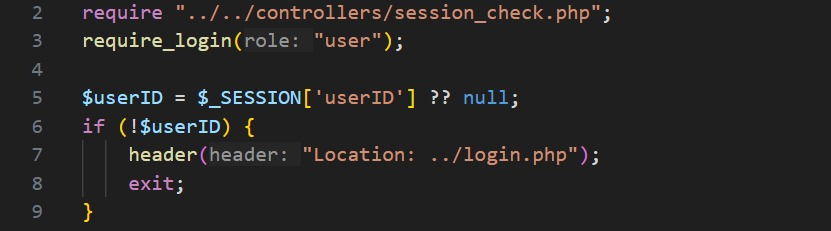 2 require "../../controllers/session_check.php";
3 require_login(role: "user");
4
5 $userID = $_SESSION['userID'] ?? null;
6 if (!$userID) {
7 header(header: "Location: ../login.php");
8 exit;
9 }